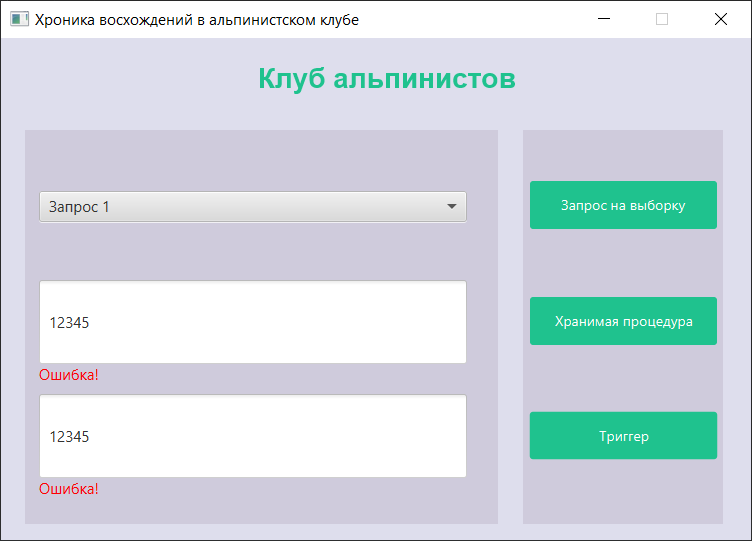 Хроника восхождений в альпинистском клубе
Клуб альпинистов
Запрос 1
12345
Ошибка!
12345
Ошибка!
Запрос на выборку
Хранимая процедура
Триггер